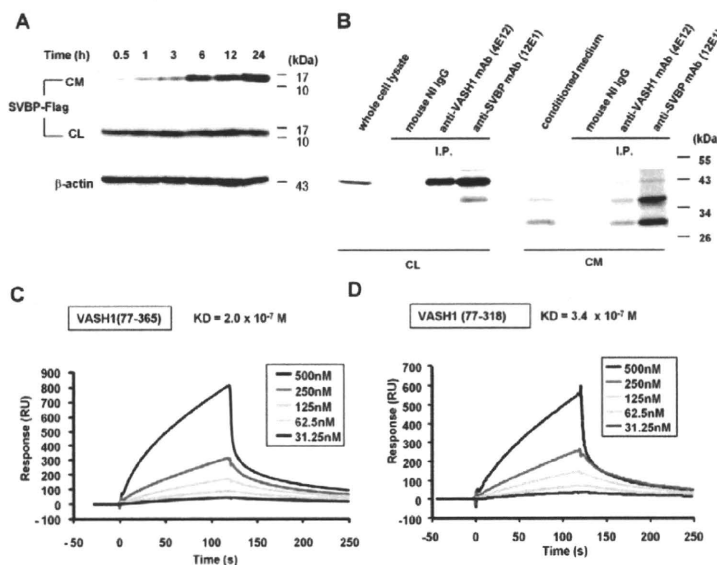 A
Time (h) 0.5 1 3 6 12 24 (kDa)
CM
17
10
SVBP-Flag
CL
17
10
β-actin
43
B
whole cell lysate
mouse NI IgG
anti-VASH1 mAb (4E12)
anti-SVBP mAb (12E1)
I.P.
CL
conditioned medium
mouse NI IgG
anti-VASH1 mAb (4E12)
anti-SVBP mAb (12E1)
I.P.
CM
(kDa)
55
43
34
26
C
VASH1(77-365) KD = 2.0 x 10-7 M
Response (RU)
900
800
700
600
500
400
300
200
100
0
-100
500nM
250nM
125nM
62.5nM
31.25nM
-50 0 50 100 150 200 250
Time (s)
D
VASH1 (77-318) KD = 3.4 x 10-7 M
Response (RU)
700
600
500
400
300
200
100
0
-100
500nM
250nM
125nM
62.5nM
31.25nM
-50 0 50 100 150 200 250
Time (s)